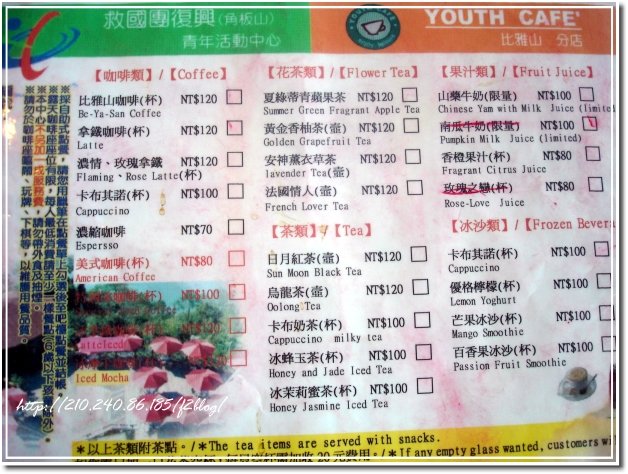 救國團復興(角板山)
青年活動中心
YOUTH CAFE'
比雅山 分店
【咖啡類】/【Coffee】
比雅山咖啡(杯) NT$120
Be-Ya-San Coffee
拿鐵咖啡(杯) NT$120
Latte
濃情、玫瑰拿鐵 NT$120
Flaming、Rose Latte(杯)
卡布其諾(杯) NT$100
Cappuccino
濃縮咖啡 NT$70
Espersso
美式咖啡(杯) NT$80
American Coffee
NT$100
NT$120
Iced Mocha
【花茶類】/【Flower Tea】
夏綠蒂青蘋果茶 NT$120
Summer Green Fragrant Apple Tea
黃金香柚茶(壺) NT$120
Golden Grapefruit Tea
安神薰衣草茶 NT$120
lavender Tea(壺)
法國情人(壺) NT$120
French Lover Tea
【茶類】/【Tea】
日月紅茶(壺) NT$120
Sun Moon Black Tea
烏龍茶(壺) NT$120
Oolong Tea
卡布奶茶(杯) NT$100
Cappuccino milky tea
冰蜂玉茶(杯) NT$100
Honey and Jade Iced Tea
冰茉莉蜜茶(杯) NT$100
Honey Jasmine Iced Tea
【果汁類】/【Fruit Juice】
山藥牛奶(限量) NT$100
Chinese Yam with Milk Juice (limited
南瓜牛奶(限量) NT$100
Pumpkin Milk Juice (limited)
香橙果汁(杯) NT$80
Fragrant Citrus Juice
玫瑰之戀(杯) NT$80
Rose-Love Juice
【冰沙類】/【Frozen Bevera
卡布其諾(杯) NT$100
Cappuccino
優格檸檬(杯) NT$100
Lemon Yoghurt
芒果冰沙(杯) NT$100
Mango Smoothie
百香果冰沙(杯) NT$100
Passion Fruit Smoothie
http://210.240.86.185/f2blog/
*以上茶類附茶點。/*The tea items are served with snacks.
/*If any empty glass wanted, customers wi